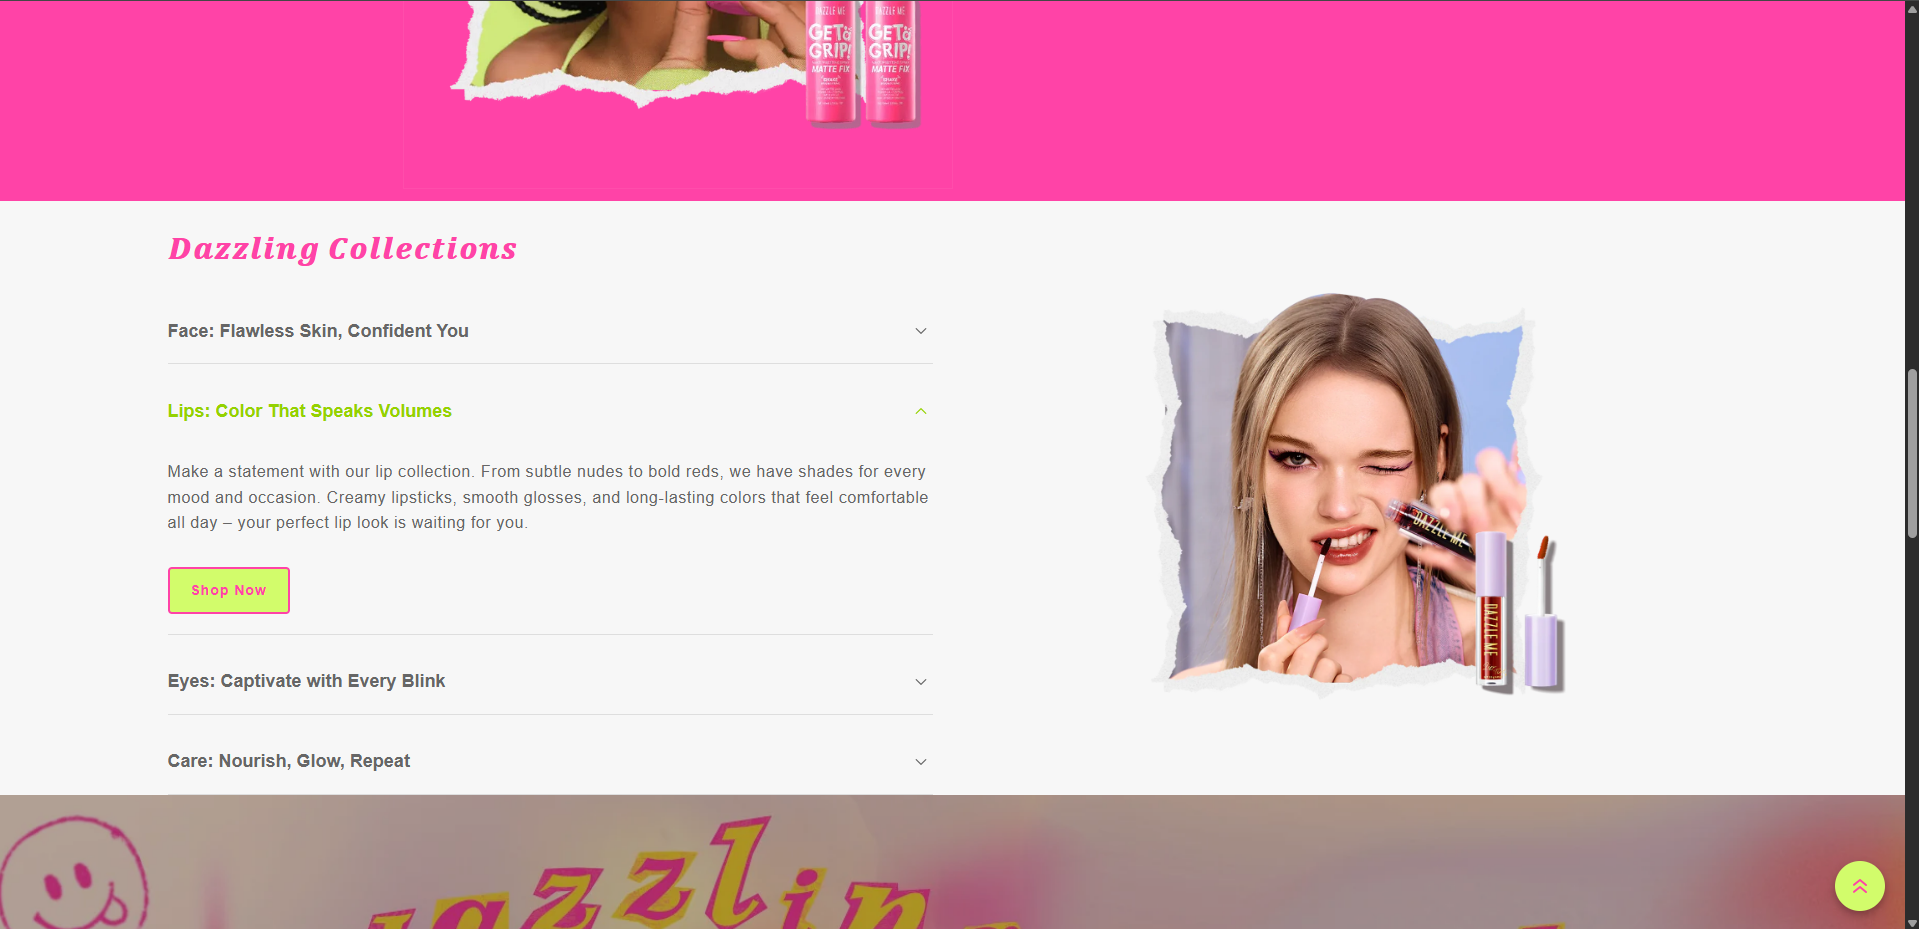 DAZZLE ME DAZZLE ME
GET a GRIP! GET a GRIP!
MATTE FIX MATTE FIX
Dazzling Collections
Face: Flawless Skin, Confident You
Lips: Color That Speaks Volumes
Make a statement with our lip collection. From subtle nudes to bold reds, we have shades for every
mood and occasion. Creamy lipsticks, smooth glosses, and long-lasting colors that feel comfortable
all day – your perfect lip look is waiting for you.
Shop Now
DAZZLE ME
DAZZLE ME
Eyes: Captivate with Every Blink
Care: Nourish, Glow, Repeat